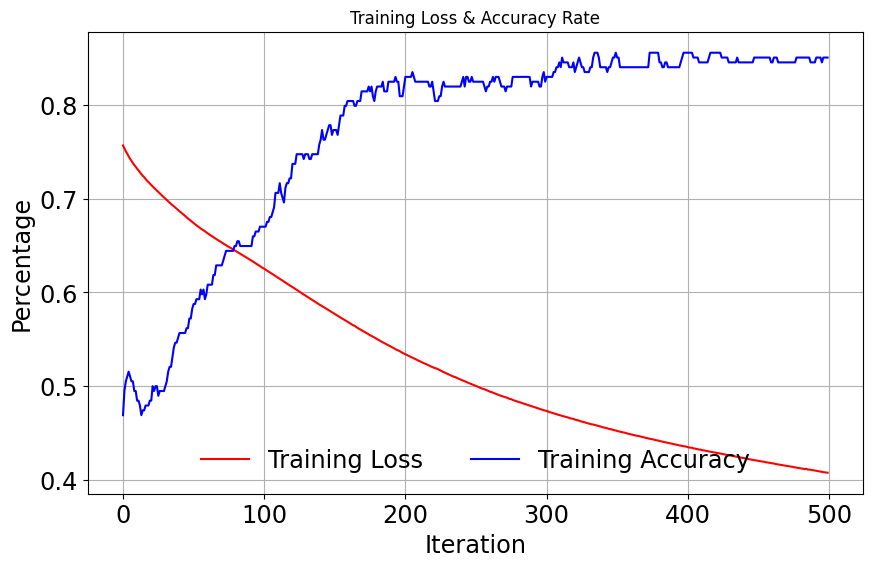 Training Loss & Accuracy Rate
Percentage
0.8
0.7
0.6
0.5
0.4
Training Loss Training Accuracy
0 100 200 300 400 500
Iteration